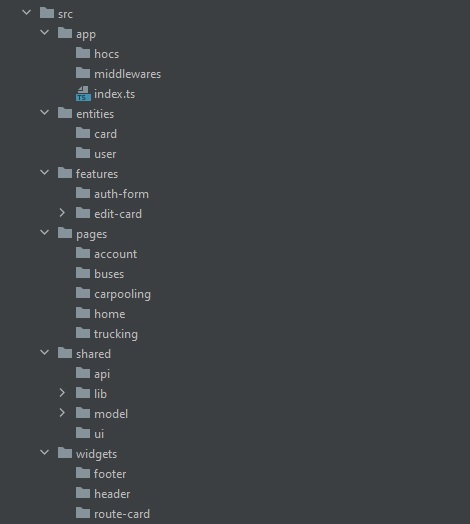 src
app
hocs
middlewares
TS index.ts
entities
card
user
features
auth-form
edit-card
pages
account
buses
carpooling
home
trucking
shared
api
lib
model
ui
widgets
footer
header
route-card